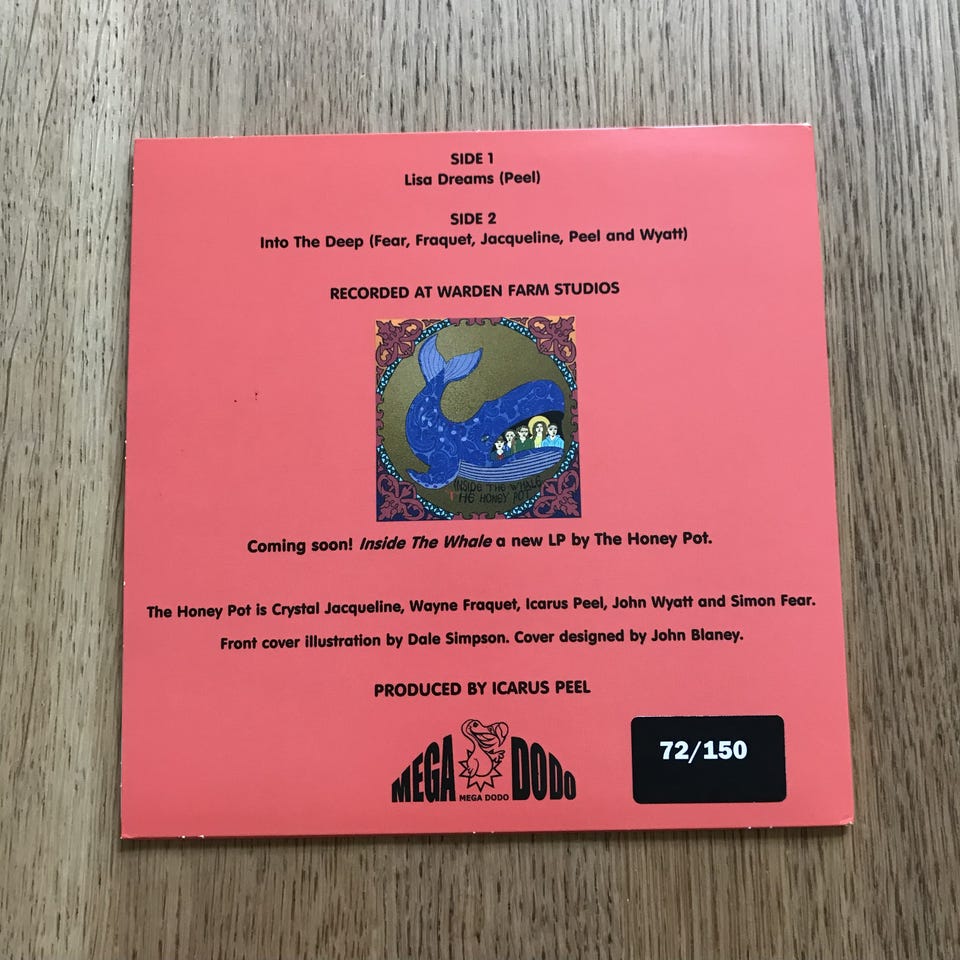 SIDE 1
Lisa Dreams (Peel)
SIDE 2
Into The Deep (Fear, Fraquet, Jacqueline, Peel and Wyatt)
RECORDED AT WARDEN FARM STUDIOS
INSIDE THE WHALE
THE HONEY POT
Coming soon! Inside The Whale a new LP by The Honey Pot.
The Honey Pot is Crystal Jacqueline, Wayne Fraquet, Icarus Peel, John Wyatt and Simon Fear.
Front cover illustration by Dale Simpson. Cover designed by John Blaney.
PRODUCED BY ICARUS PEEL
MEGA DODO
MEGA DODO
72/150